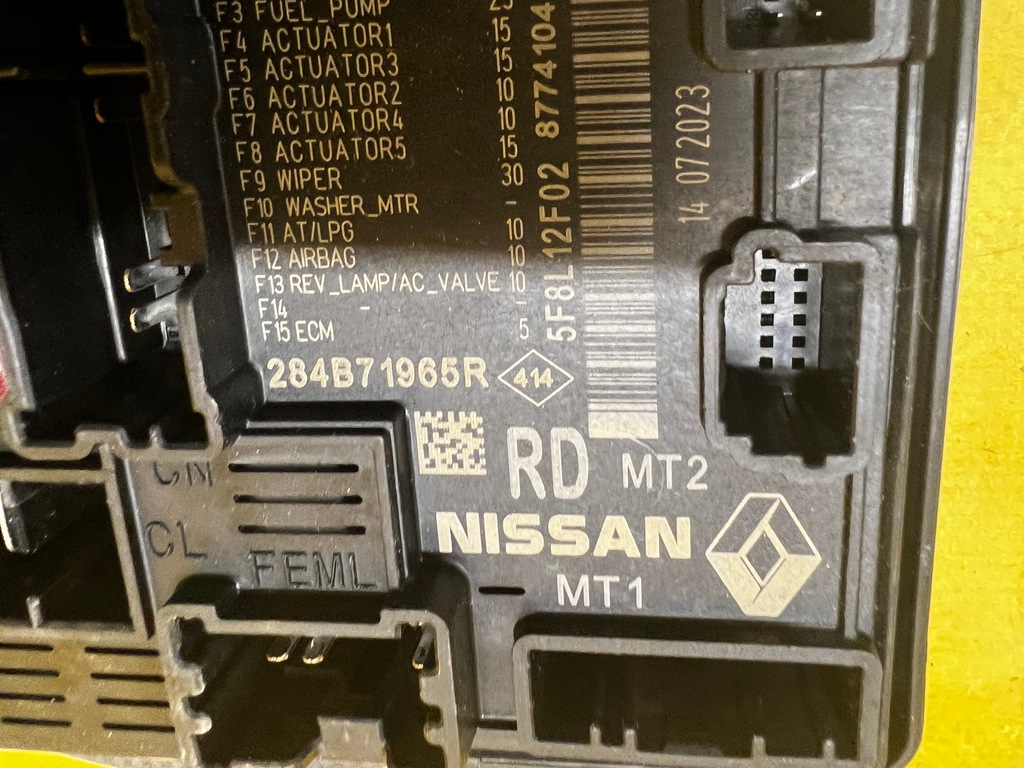 F3 FUEL_PUMP 25
F4 ACTUATOR1 15
F5 ACTUATOR3 15
F6 ACTUATOR2 10
F7 ACTUATOR4 10
F8 ACTUATOR5 15
F9 WIPER 30
F10 WASHER_MTR -
F11 AT/LPG 10
F12 AIRBAG 10
F13 REV_LAMP/AC_VALVE 10
F14 - -
F15 ECM 5
284B71965R 414
5F8L12F02 8774104
14 072023
RD MT2
NISSAN
MT1
CL
FEML